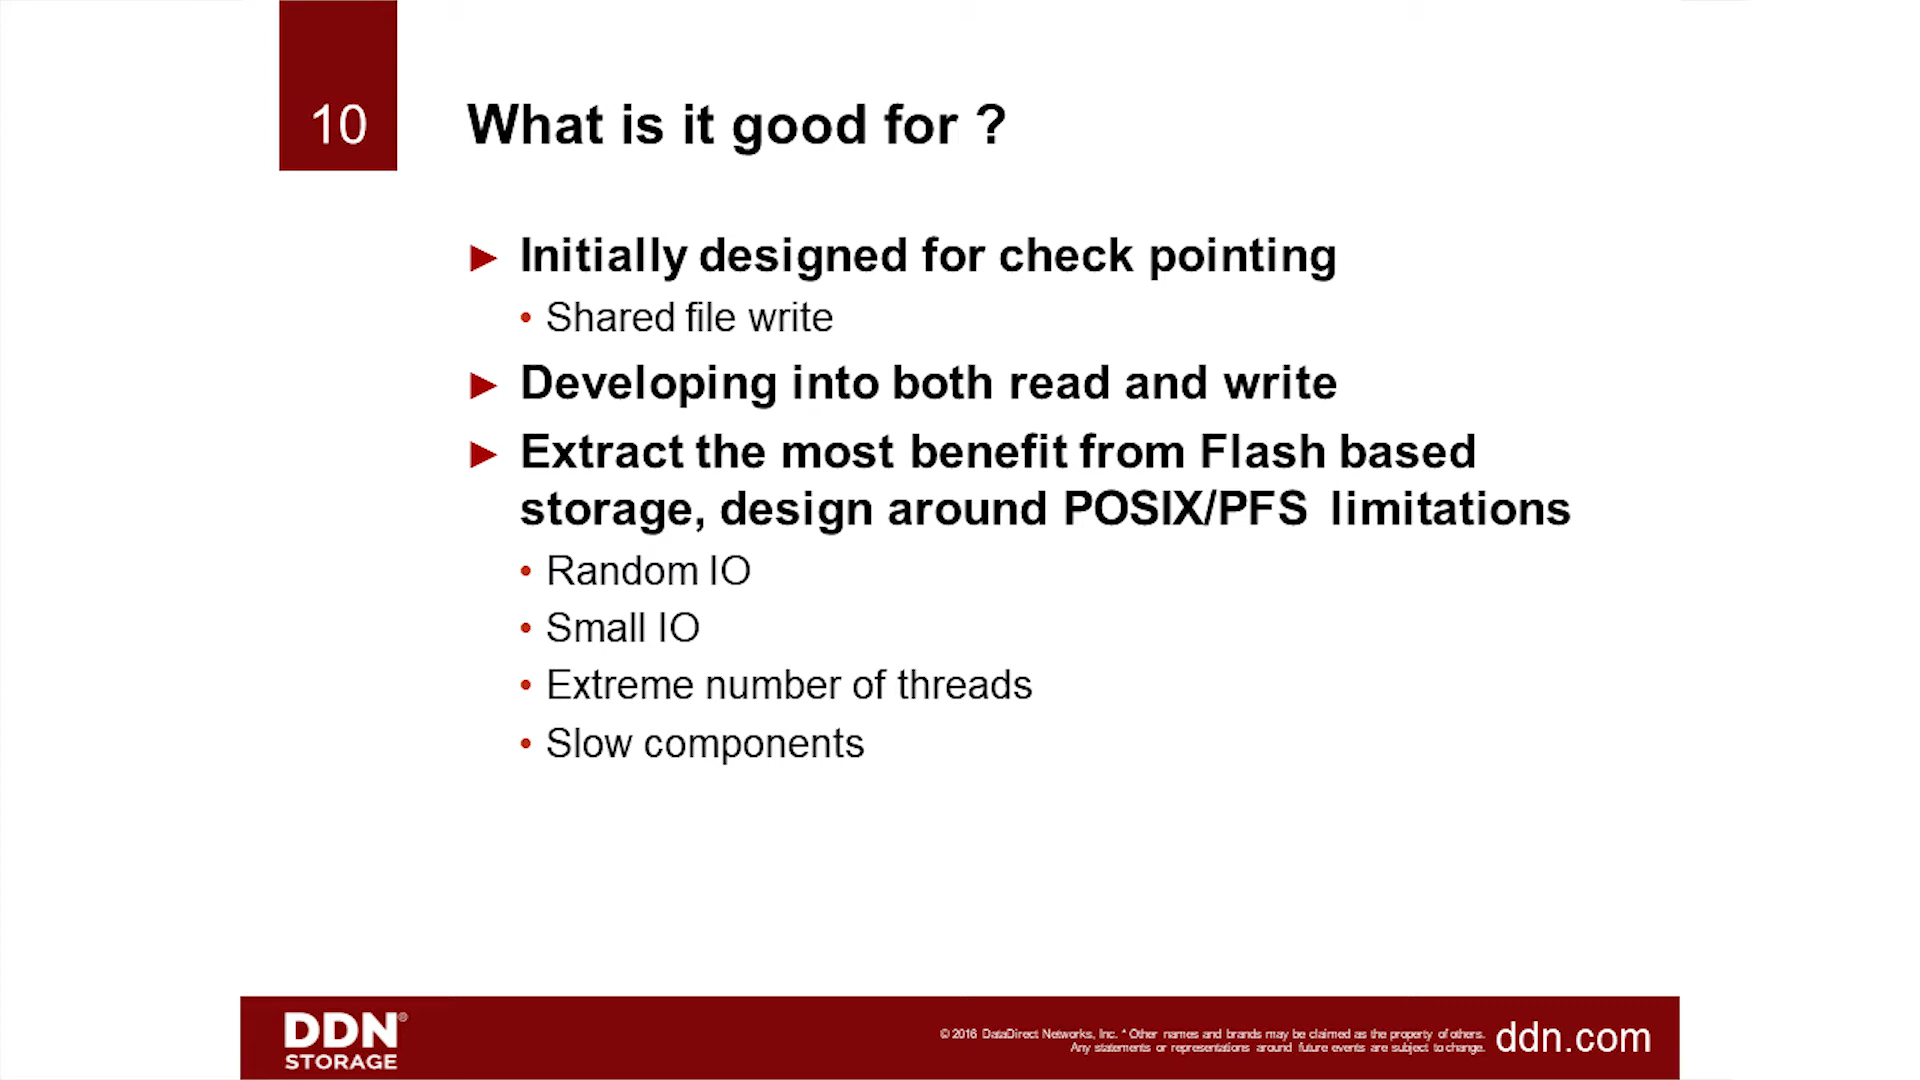 10
What is it good for ?
► Initially designed for check pointing
• Shared file write
► Developing into both read and write
► Extract the most benefit from Flash based
storage, design around POSIX/PFS limitations
• Random IO
• Small IO
• Extreme number of threads
• Slow components
DDN®
STORAGE
© 2016 DataDirect Networks, Inc. * Other names and brands may be claimed as the property of others.
Any statements or representations around future events are subject to change.
ddn.com